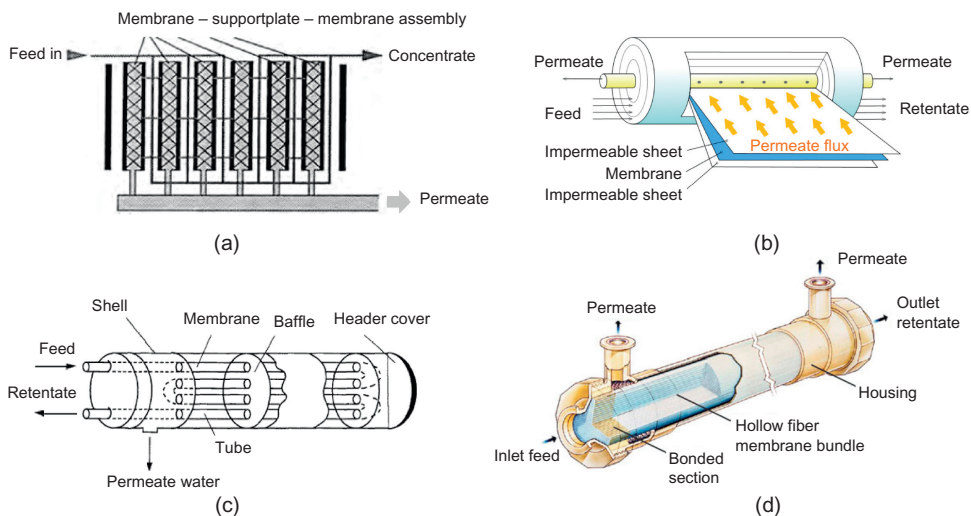 Membrane – supportplate – membrane assembly
Feed in
Concentrate
Permeate
(a)
Permeate
Permeate
Feed
Retentate
Permeate flux
Impermeable sheet
Membrane
Impermeable sheet
(b)
Shell
Membrane
Baffle
Header cover
Feed
Retentate
Tube
Permeate water
(c)
Permeate
Permeate
Outlet
retentate
Housing
Hollow fiber
membrane bundle
Inlet feed
Bonded
section
(d)